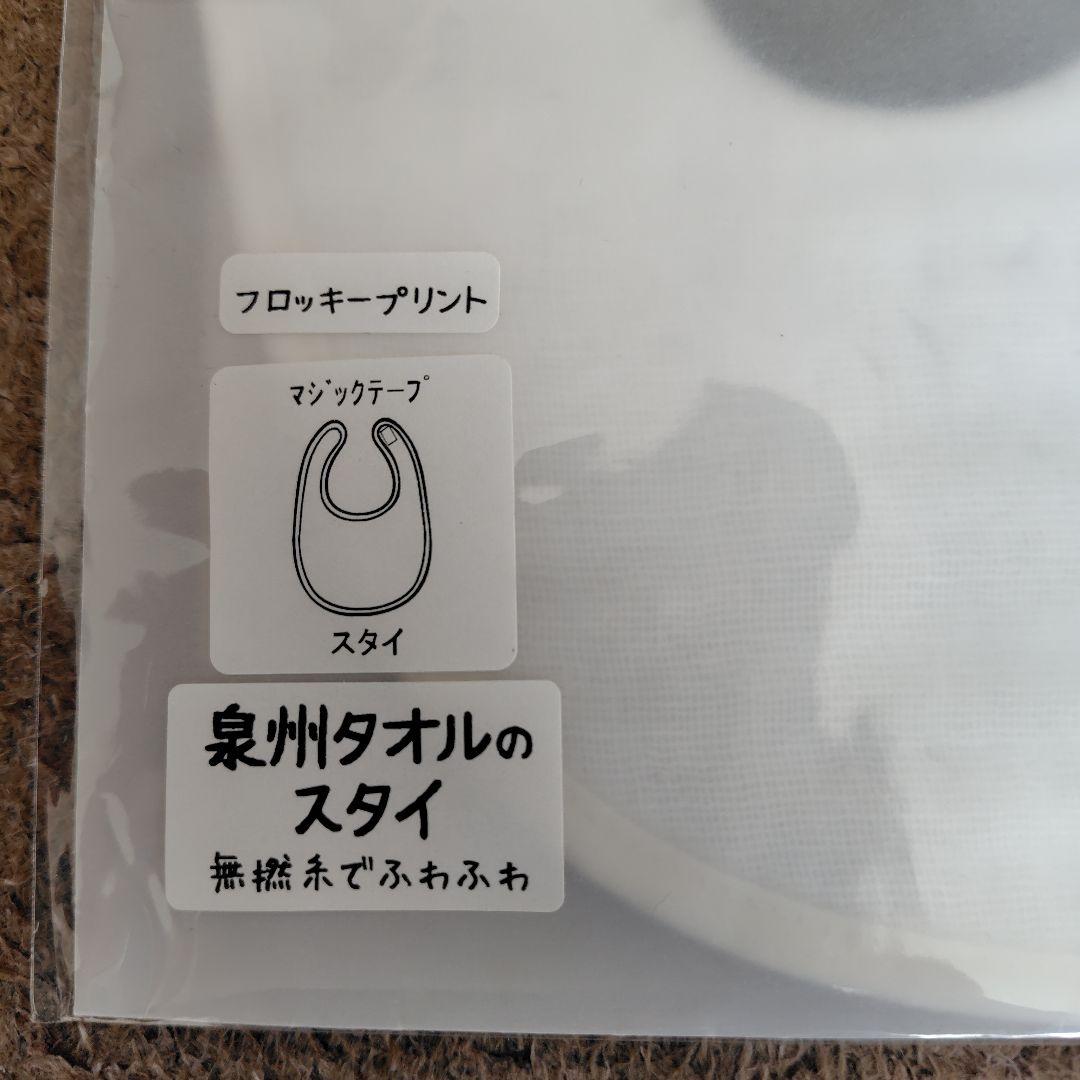 フロッキープリント
マジックテープ
スタイ
泉州タオルの
スタイ
無撚糸でふわふわ